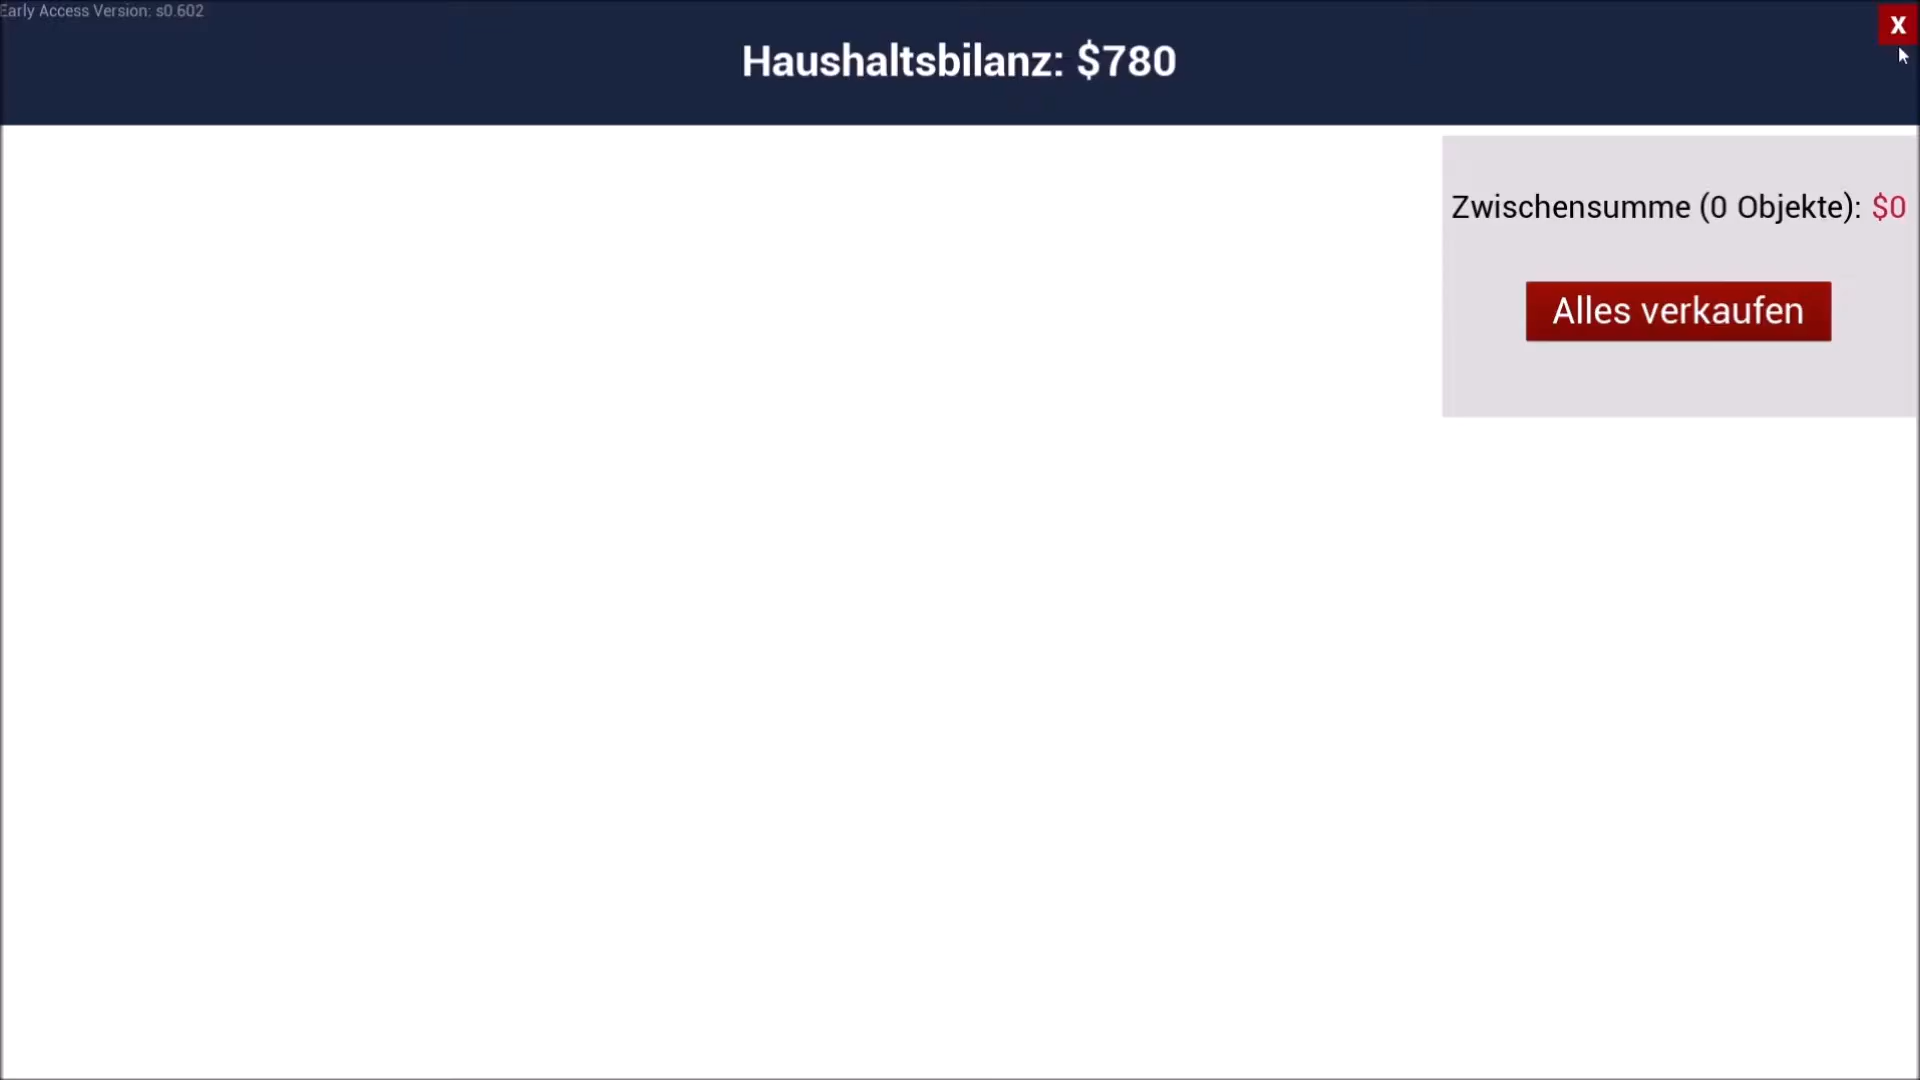 Early Access Version: s0.602
X
Haushaltsbilanz: $780
Zwischensumme (0 Objekte): $0
Alles verkaufen